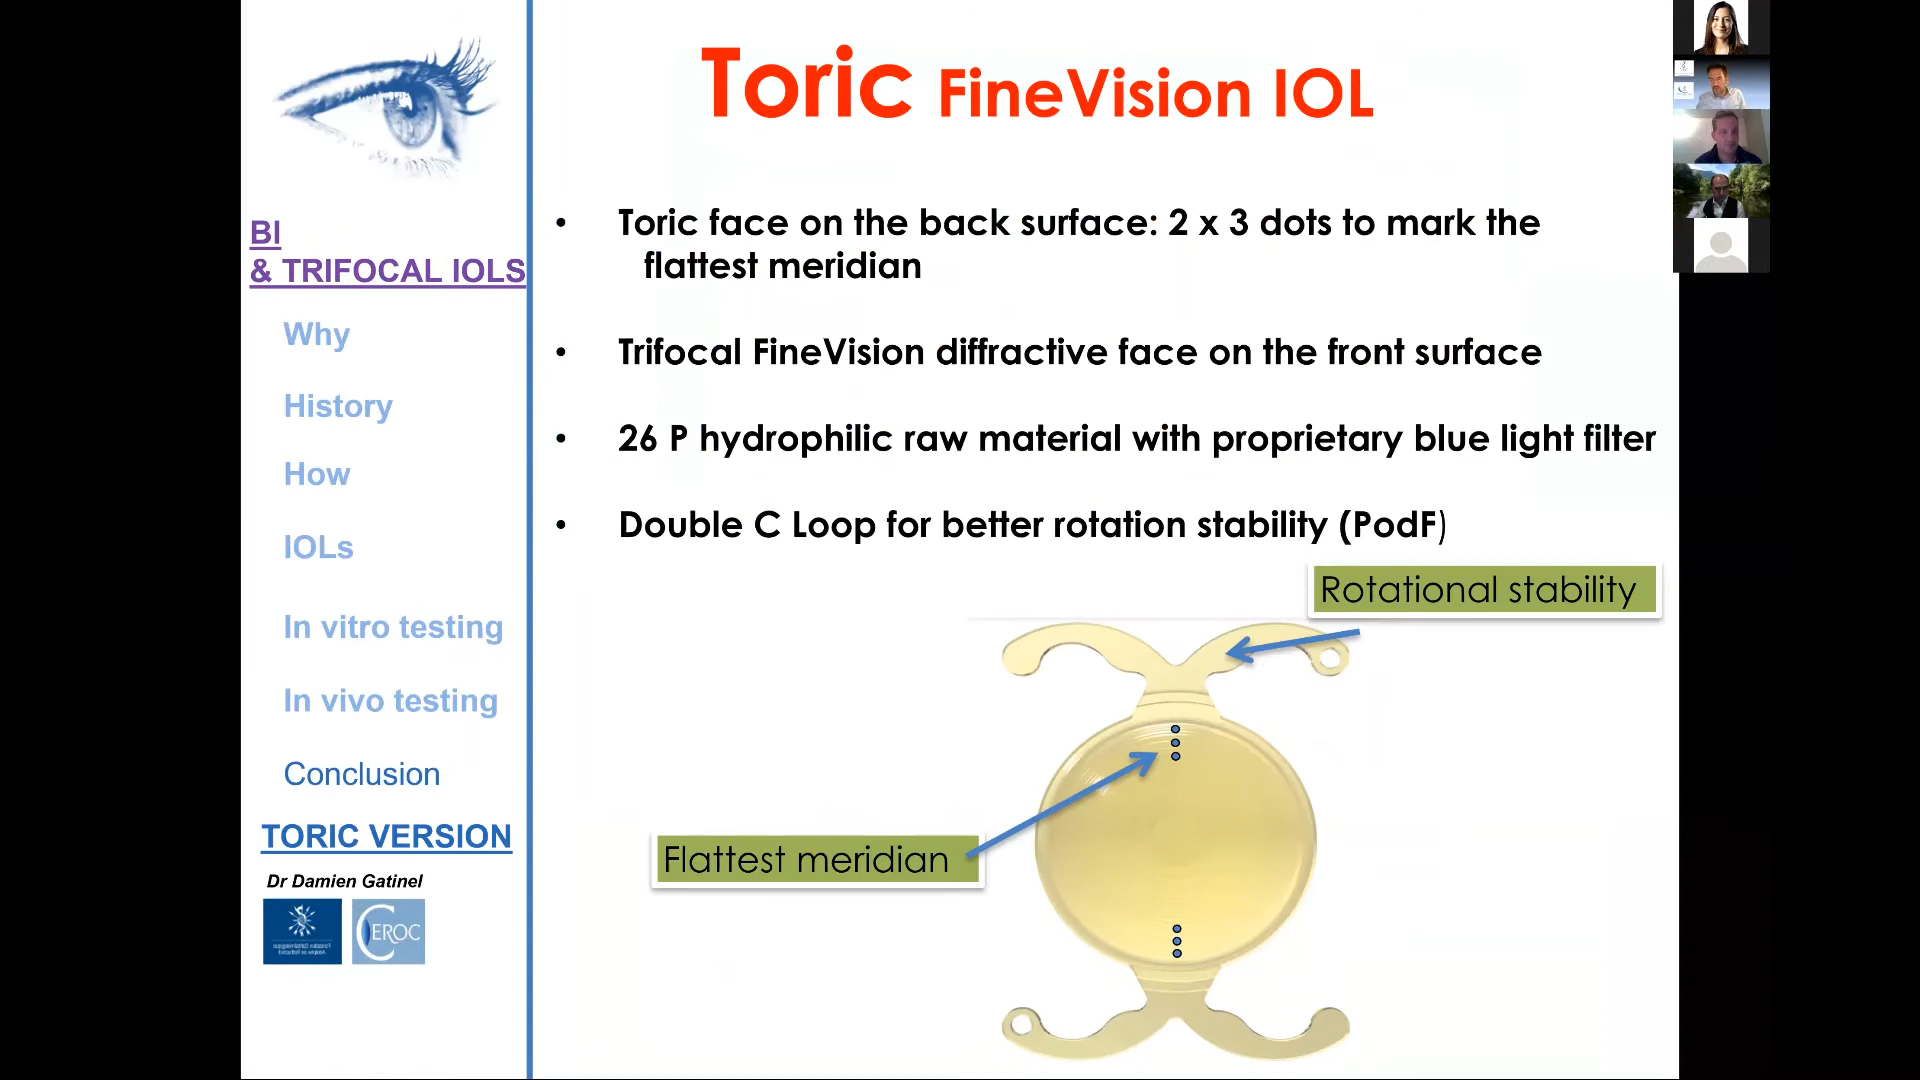 BI
& TRIFOCAL IOLS
Why
History
How
IOLs
In vitro testing
In vivo testing
Conclusion
TORIC VERSION
Dr Damien Gatinel
CEROC
Toric FineVision IOL
• Toric face on the back surface: 2 x 3 dots to mark the
flattest meridian
• Trifocal FineVision diffractive face on the front surface
• 26 P hydrophilic raw material with proprietary blue light filter
• Double C Loop for better rotation stability (PodF)
Rotational stability
Flattest meridian